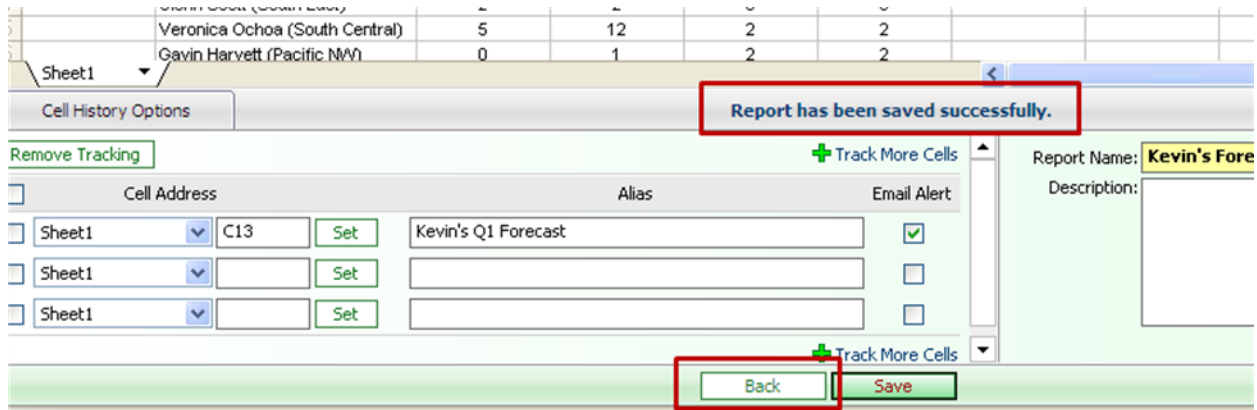 Veronica Ochoa (South Central) 5 12 2 2
Gavin Harvett (Pacific NW) 0 1 2 2
Sheet1
Cell History Options Report has been saved successfully.
Remove Tracking Track More Cells Report Name: Kevin's Fore
Cell Address Alias Email Alert Description:
Sheet1 C13 Set Kevin's Q1 Forecast
Sheet1 Set
Sheet1 Set
Track More Cells
Back Save